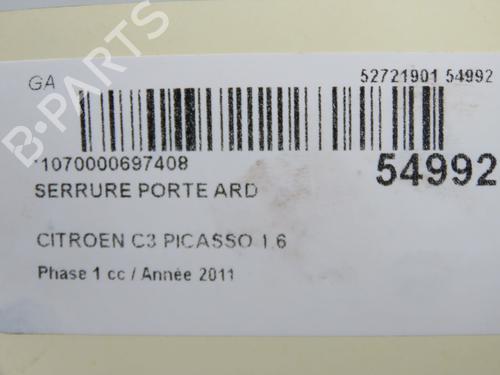 GA
52721901 54992
*1070000697408
54992
SERRURE PORTE ARD
CITROEN C3 PICASSO 1.6
Phase 1 cc / Année 2011
B-PARTS